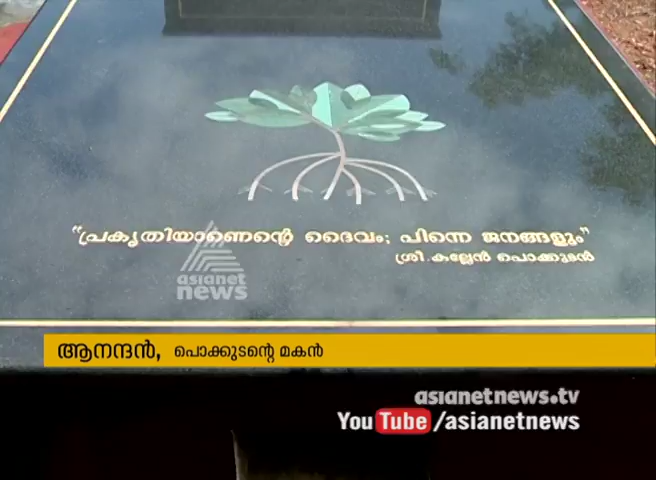 "പ്രകൃതിയാണെന്റെ ദൈവം; പിന്നെ ജനങ്ങളും"
ശ്രീ.കല്ലേൻ പൊക്കുടൻ
asianet
news
ആനന്ദൻ, പൊക്കുടന്റെ മകൻ
asianetnews.tv
YouTube/asianetnews